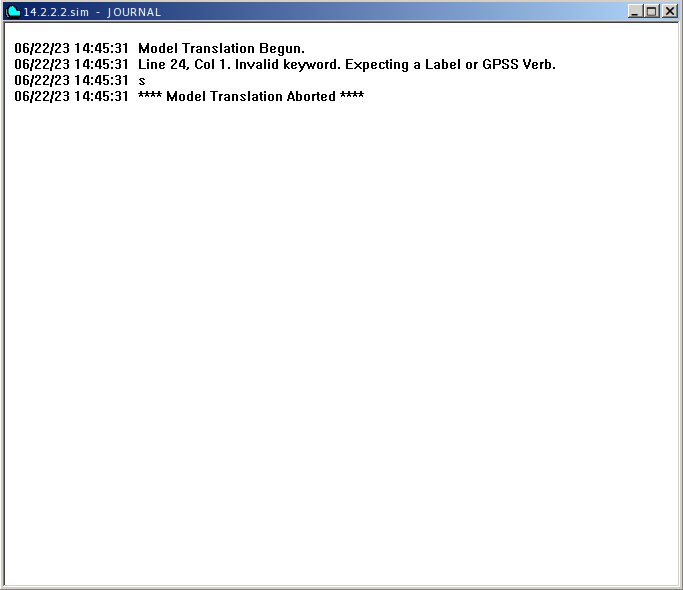 14.2.2.2.sim - JOURNAL
06/22/23 14:45:31 Model Translation Begun.
06/22/23 14:45:31 Line 24, Col 1. Invalid keyword. Expecting a Label or GPSS Verb.
06/22/23 14:45:31 s
06/22/23 14:45:31 **** Model Translation Aborted ****